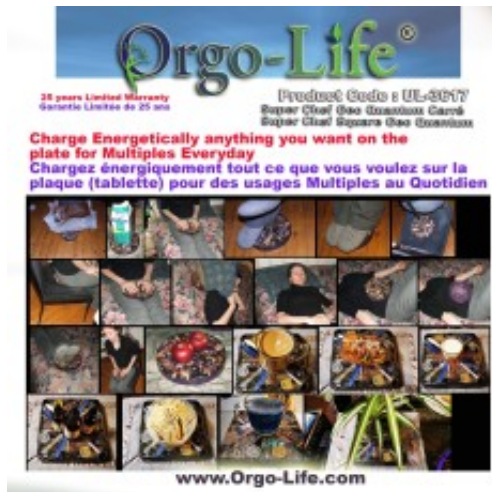 Orgo-Life®
25 years Limited Warranty
Garantie Limitée de 25 ans
Product Code : UL-3617
Super Chef Geo Quantum Carré
Super Chef Square Geo Quantum
Charge Energetically anything you want on the
plate for Multiples Everyday
Chargez énergiquement tout ce que vous voulez sur la
plaque (tablette) pour des usages Multiples au Quotidien
www.Orgo-Life.com